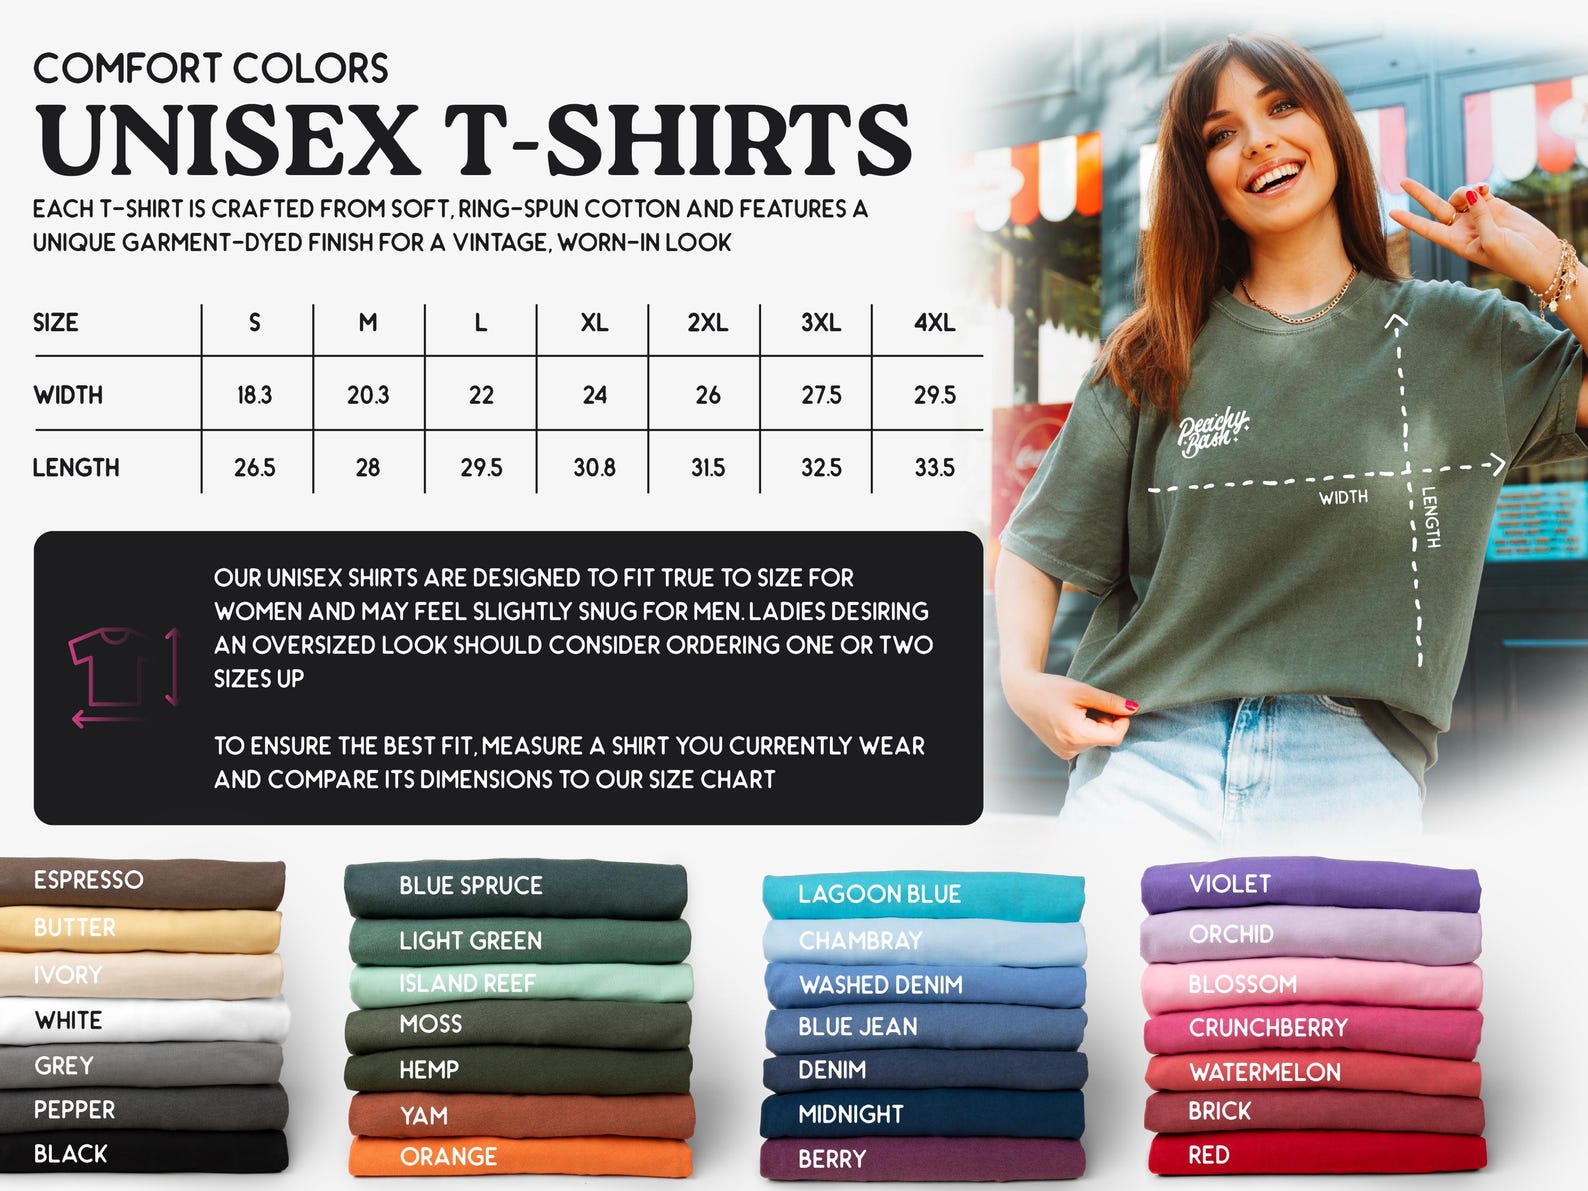 COMFORT COLORS
UNISEX T-SHIRTS
EACH T-SHIRT IS CRAFTED FROM SOFT, RING-SPUN COTTON AND FEATURES A
UNIQUE GARMENT-DYED FINISH FOR A VINTAGE, WORN-IN LOOK
SIZE S M L XL 2XL 3XL 4XL
WIDTH 18.3 20.3 22 24 26 27.5 29.5
LENGTH 26.5 28 29.5 30.8 31.5 32.5 33.5
Peachy
Bash
WIDTH
LENGTH
OUR UNISEX SHIRTS ARE DESIGNED TO FIT TRUE TO SIZE FOR
WOMEN AND MAY FEEL SLIGHTLY SNUG FOR MEN. LADIES DESIRING
AN OVERSIZED LOOK SHOULD CONSIDER ORDERING ONE OR TWO
SIZES UP
TO ENSURE THE BEST FIT, MEASURE A SHIRT YOU CURRENTLY WEAR
AND COMPARE ITS DIMENSIONS TO OUR SIZE CHART
ESPRESSO
BUTTER
IVORY
WHITE
GREY
PEPPER
BLACK
BLUE SPRUCE
LIGHT GREEN
ISLAND REEF
MOSS
HEMP
YAM
ORANGE
LAGOON BLUE
CHAMBRAY
WASHED DENIM
BLUE JEAN
DENIM
MIDNIGHT
BERRY
VIOLET
ORCHID
BLOSSOM
CRUNCHBERRY
WATERMELON
BRICK
RED